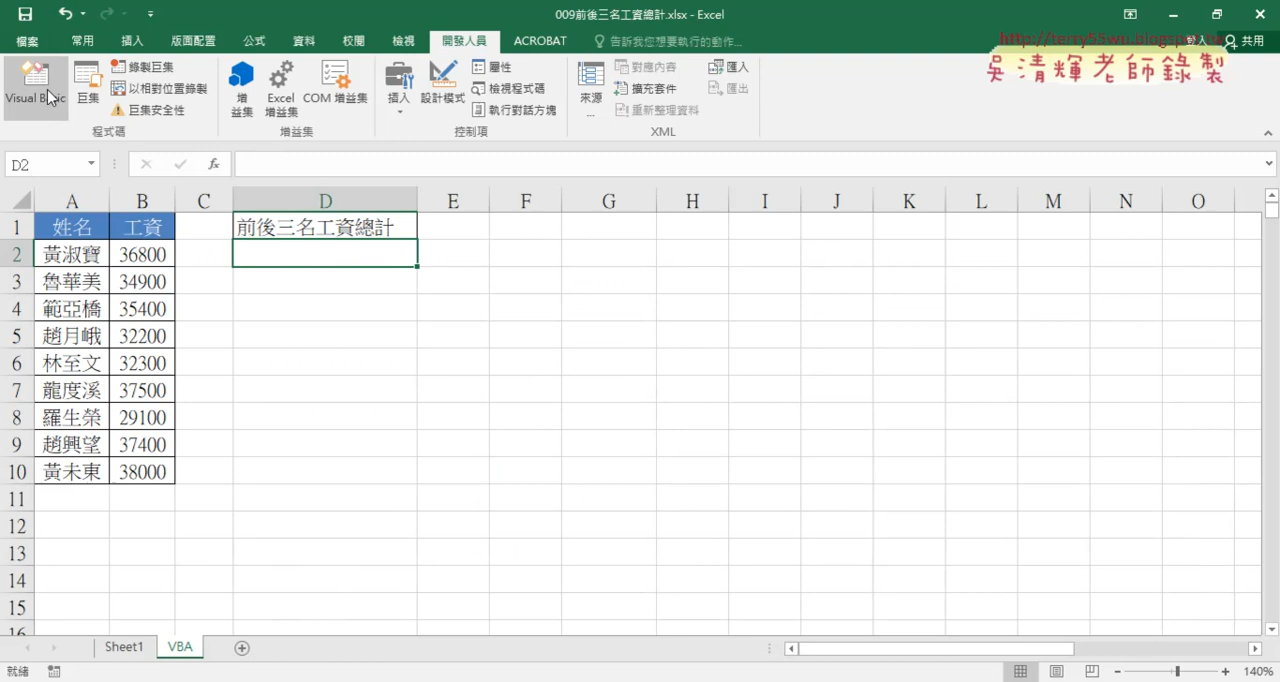 009前後三名工資總計.xlsx - Excel
檔案 常用 插入 版面配置 公式 資料 校閱 檢視 開發人員 ACROBAT 告訴我您想要執行的動作... 登入 共用
http://terry55wu.blogspot.tw
吳清輝老師錄製
Visual Basic 巨集 錄製巨集 以相對位置錄製 巨集安全性 程式碼
增益集 Excel 增益集 COM 增益集 增益集
插入 設計模式 屬性 檢視程式碼 執行對話方塊 控制項
來源... 對應內容 擴充套件 重新整理資料 匯入 匯出 XML
D2 fx
A B C D E F G H I J K L M N O
1 姓名 工資 前後三名工資總計
2 黃淑寶 36800
3 魯華美 34900
4 範亞橋 35400
5 趙月峨 32200
6 林至文 32300
7 龍度溪 37500
8 羅生榮 29100
9 趙興望 37400
10 黃未東 38000
11
12
13
14
15
16
Sheet1 VBA
就緒 140%